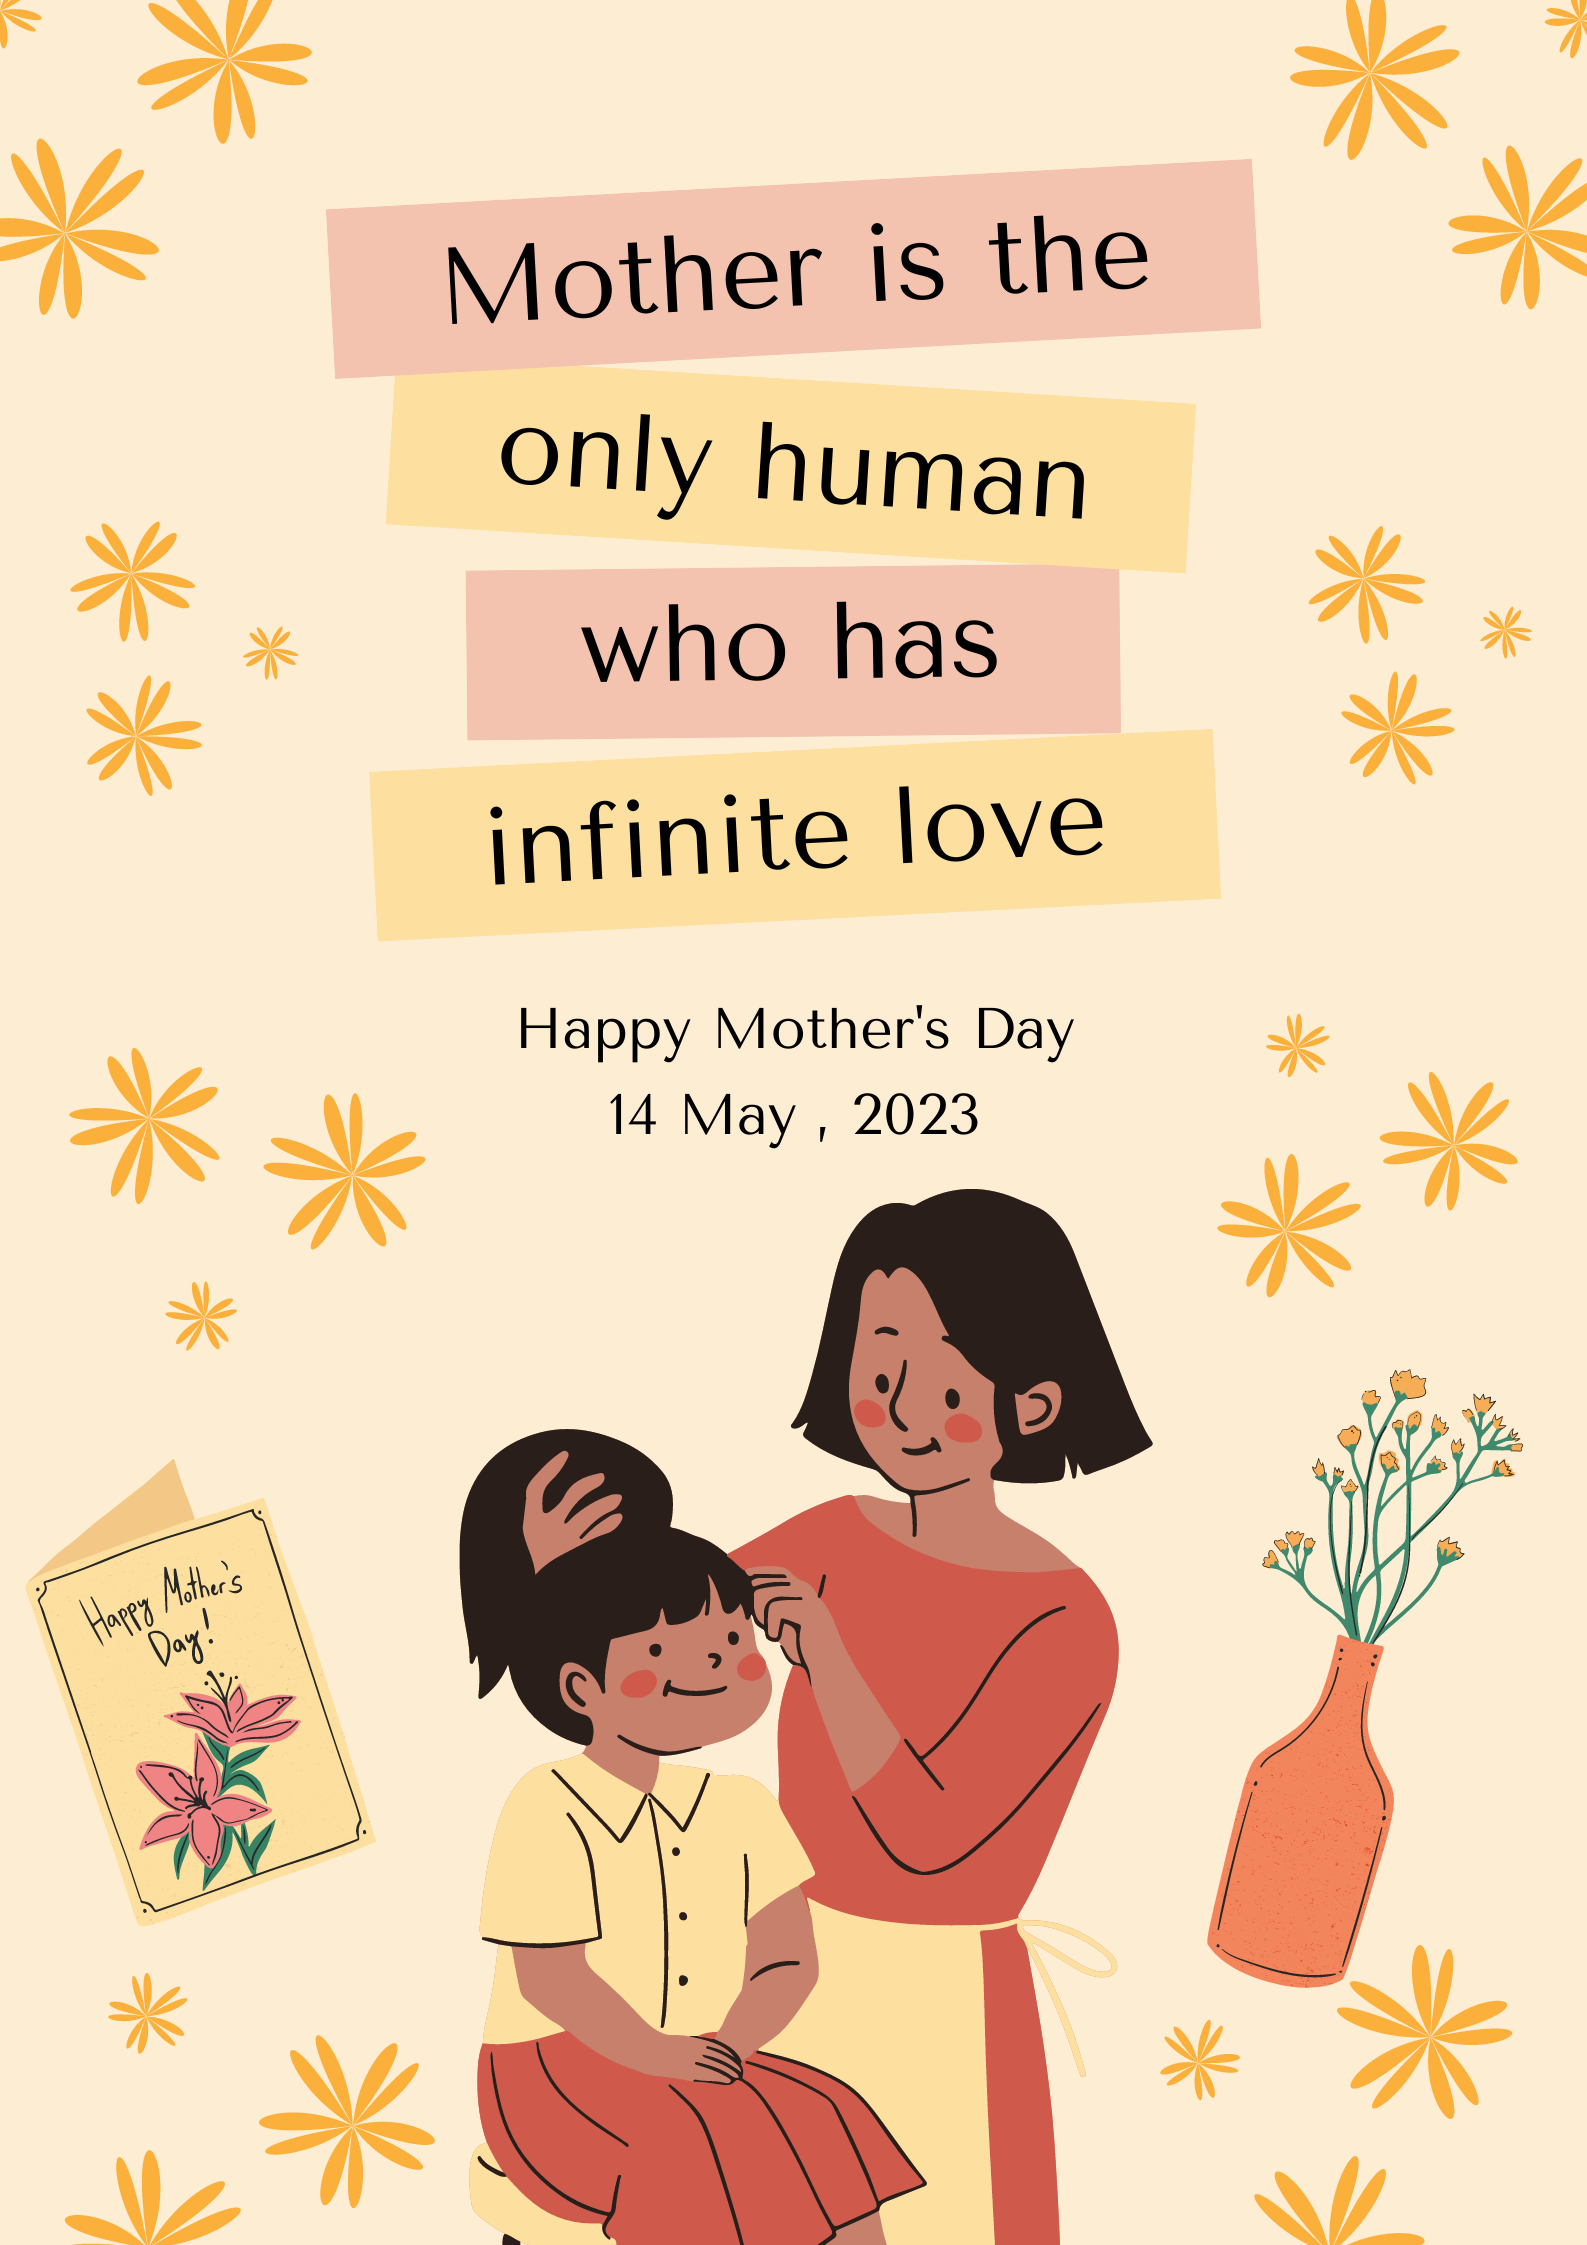 Mother is the
only human
who has
infinite love
Happy Mother's Day
14 May , 2023
Happy Mother's
Day!